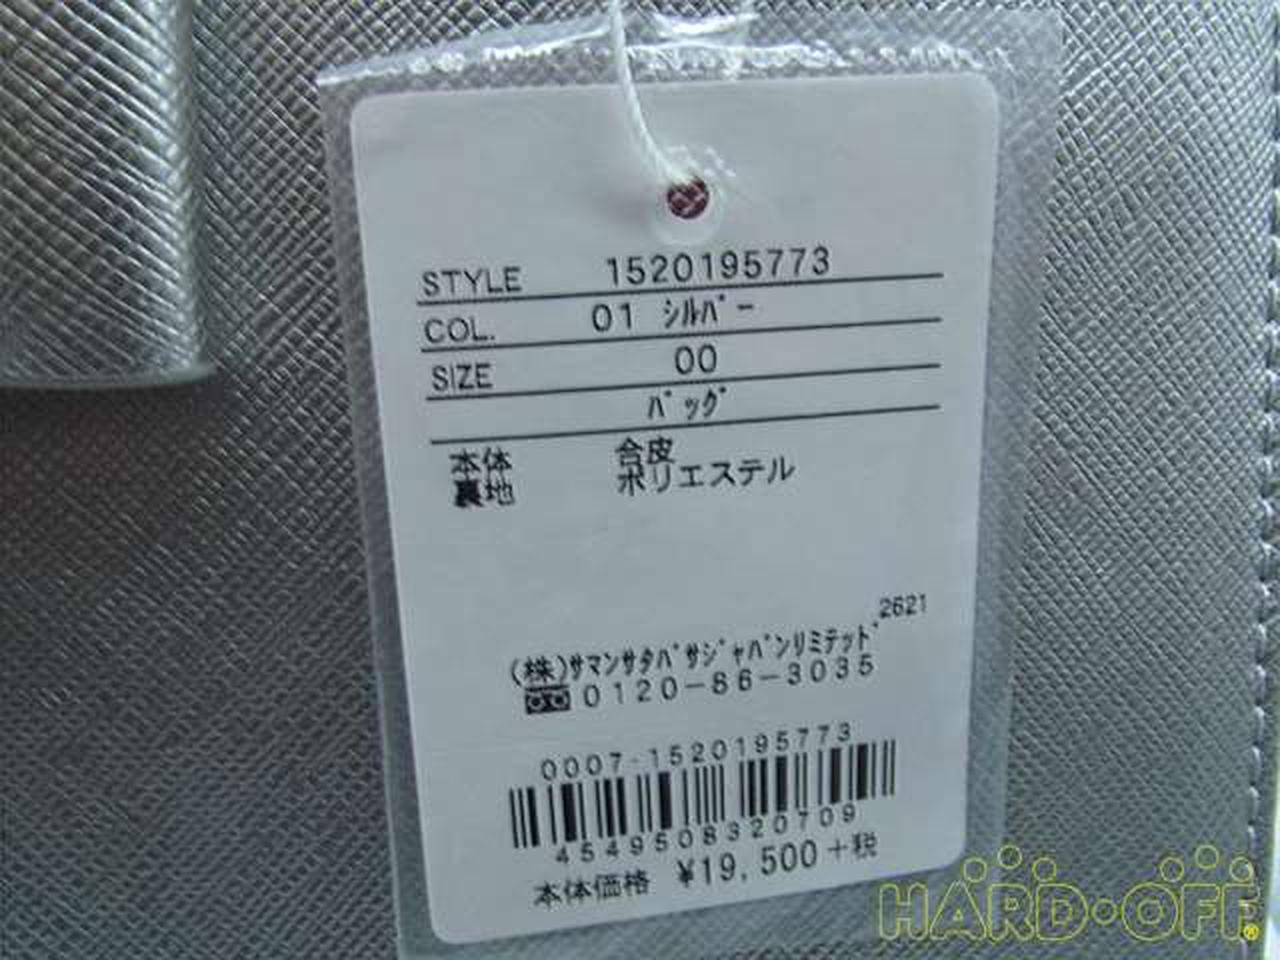 STYLE 1520195773
COL. 01 ｼﾙﾊﾞｰ
SIZE 00
ﾊﾞｯｸﾞ
本体 合皮
裏地 ポリエステル
2621
(株)ｻﾏﾝｻﾀﾊﾞｻｼﾞｬﾊﾟﾝﾘﾐﾃｯﾄﾞ
0120-86-3035
0007-1520195773
4549508320709
本体価格 ¥19,500+税
HARD・OFF®